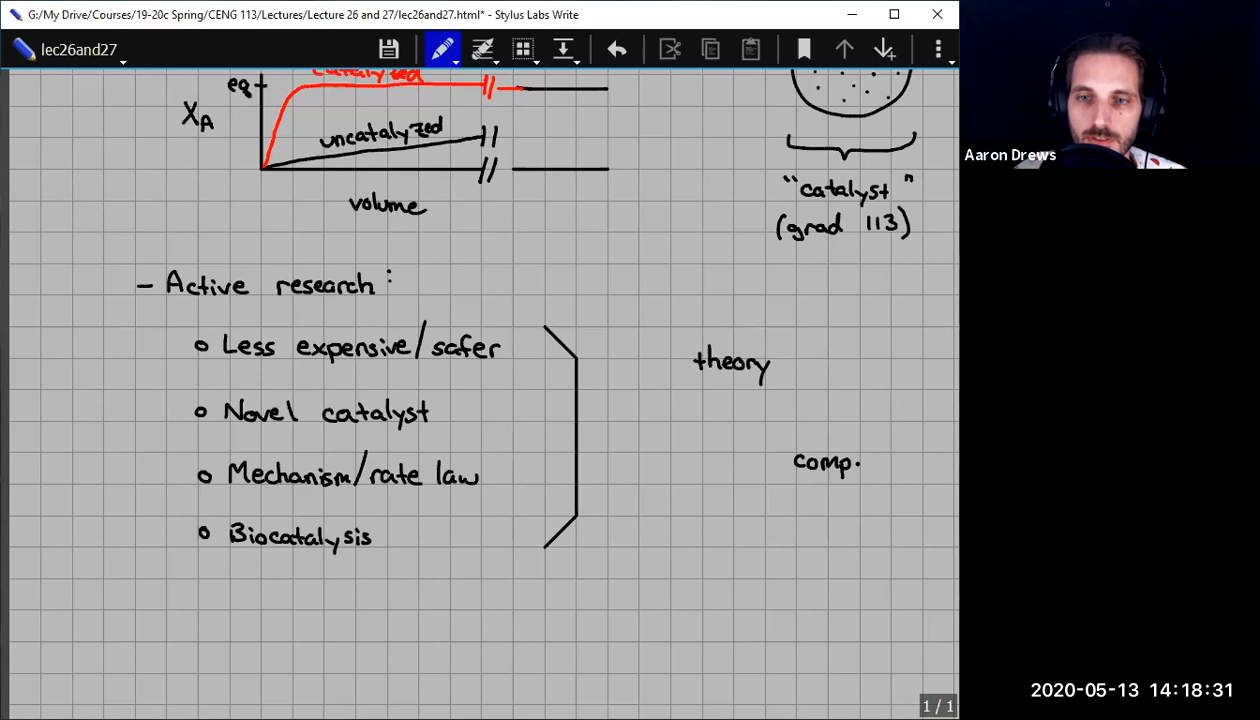 G:/My Drive/Courses/19-20c Spring/CENG 113/Lectures/Lecture 26 and 27/lec26and27.html* - Stylus Labs Write
lec26and27
catalyzed
eq
XA
uncatalyzed
volume
Aaron Drews
"catalyst"
(grad 113)
- Active research:
Less expensive/safer
Novel catalyst
Mechanism/rate law
Biocatalysis
theory
comp.
2020-05-13 14:18:31
1 / 1